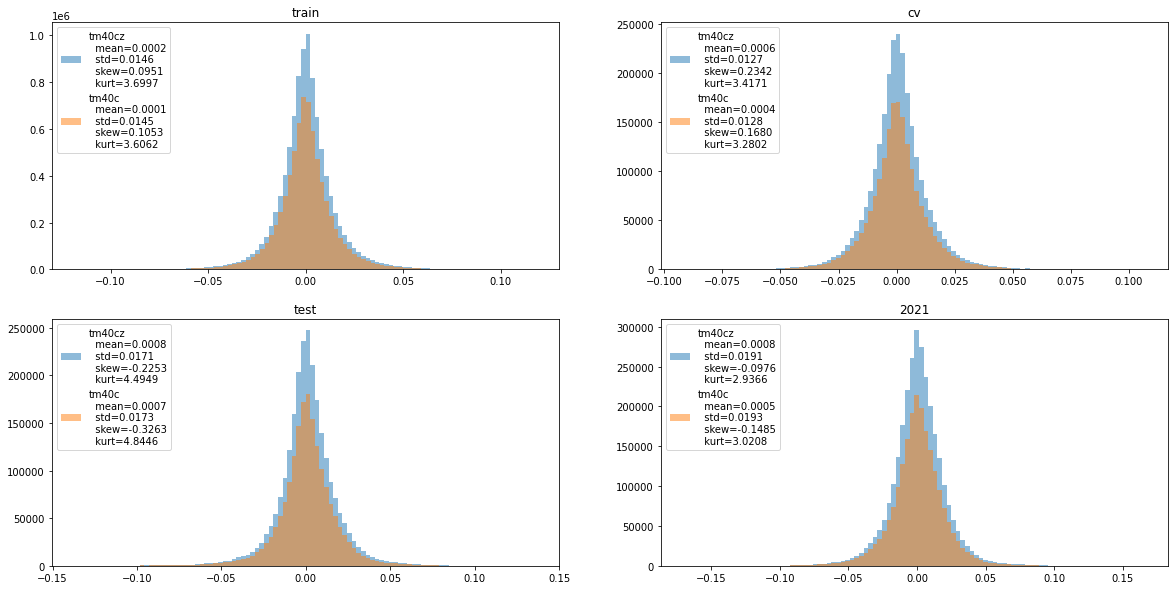 train
1e6
1.0
0.8
0.6
0.4
0.2
0.0
tm40cz
mean=0.0002
std=0.0146
skew=0.0951
kurt=3.6997
tm40c
mean=0.0001
std=0.0145
skew=0.1053
kurt=3.6062
−0.10
−0.05
0.00
0.05
0.10
cv
250000
200000
150000
100000
50000
0
tm40cz
mean=0.0006
std=0.0127
skew=0.2342
kurt=3.4171
tm40c
mean=0.0004
std=0.0128
skew=0.1680
kurt=3.2802
−0.100
−0.075
−0.050
−0.025
0.000
0.025
0.050
0.075
0.100
test
250000
200000
150000
100000
50000
0
tm40cz
mean=0.0008
std=0.0171
skew=-0.2253
kurt=4.4949
tm40c
mean=0.0007
std=0.0173
skew=-0.3263
kurt=4.8446
−0.15
−0.10
−0.05
0.00
0.05
0.10
0.15
2021
300000
250000
200000
150000
100000
50000
0
tm40cz
mean=0.0008
std=0.0191
skew=-0.0976
kurt=2.9366
tm40c
mean=0.0005
std=0.0193
skew=-0.1485
kurt=3.0208
−0.15
−0.10
−0.05
0.00
0.05
0.10
0.15